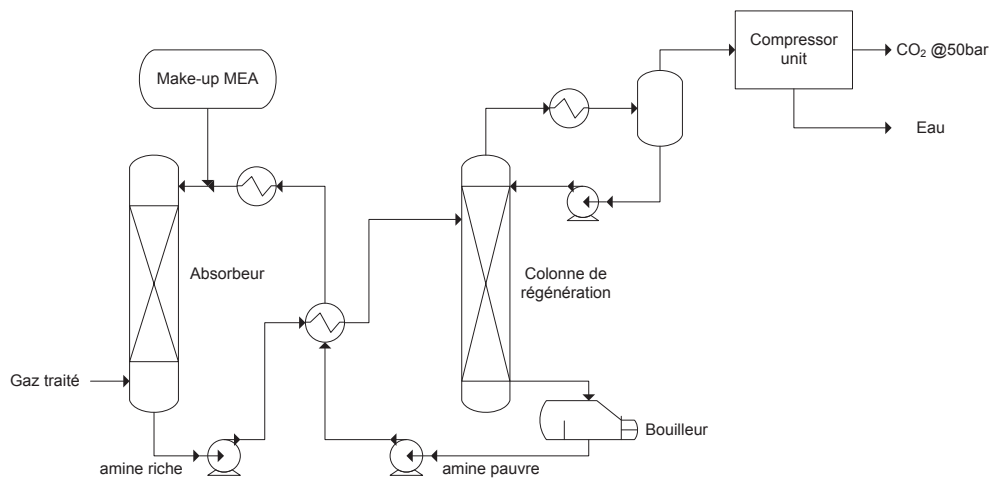 Compressor
unit
CO₂ @50bar
Make-up MEA
Eau
Absorbeur
Colonne de
régénération
Gaz traité
Bouilleur
amine riche
amine pauvre